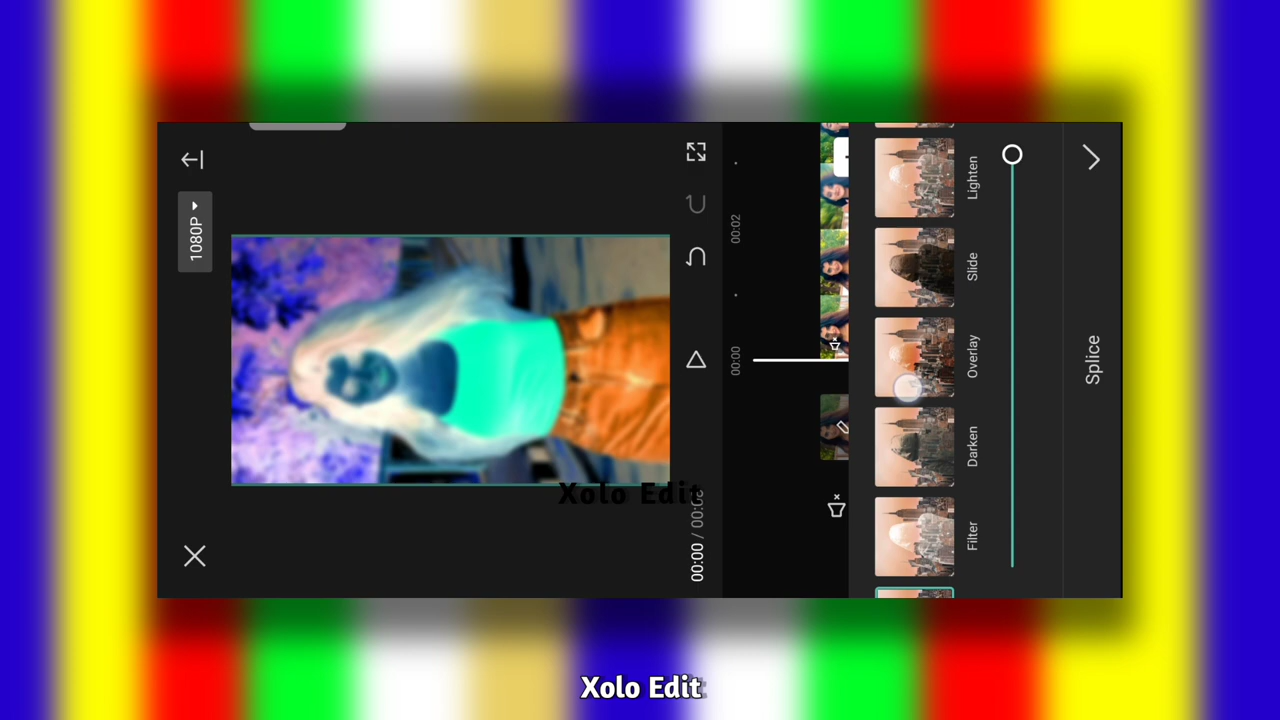 1080P
00:00 / 00:0
00:02
00:00
Lighten
Slide
Overlay
Darken
Filter
Splice
Xolo Edit
Xolo Edit